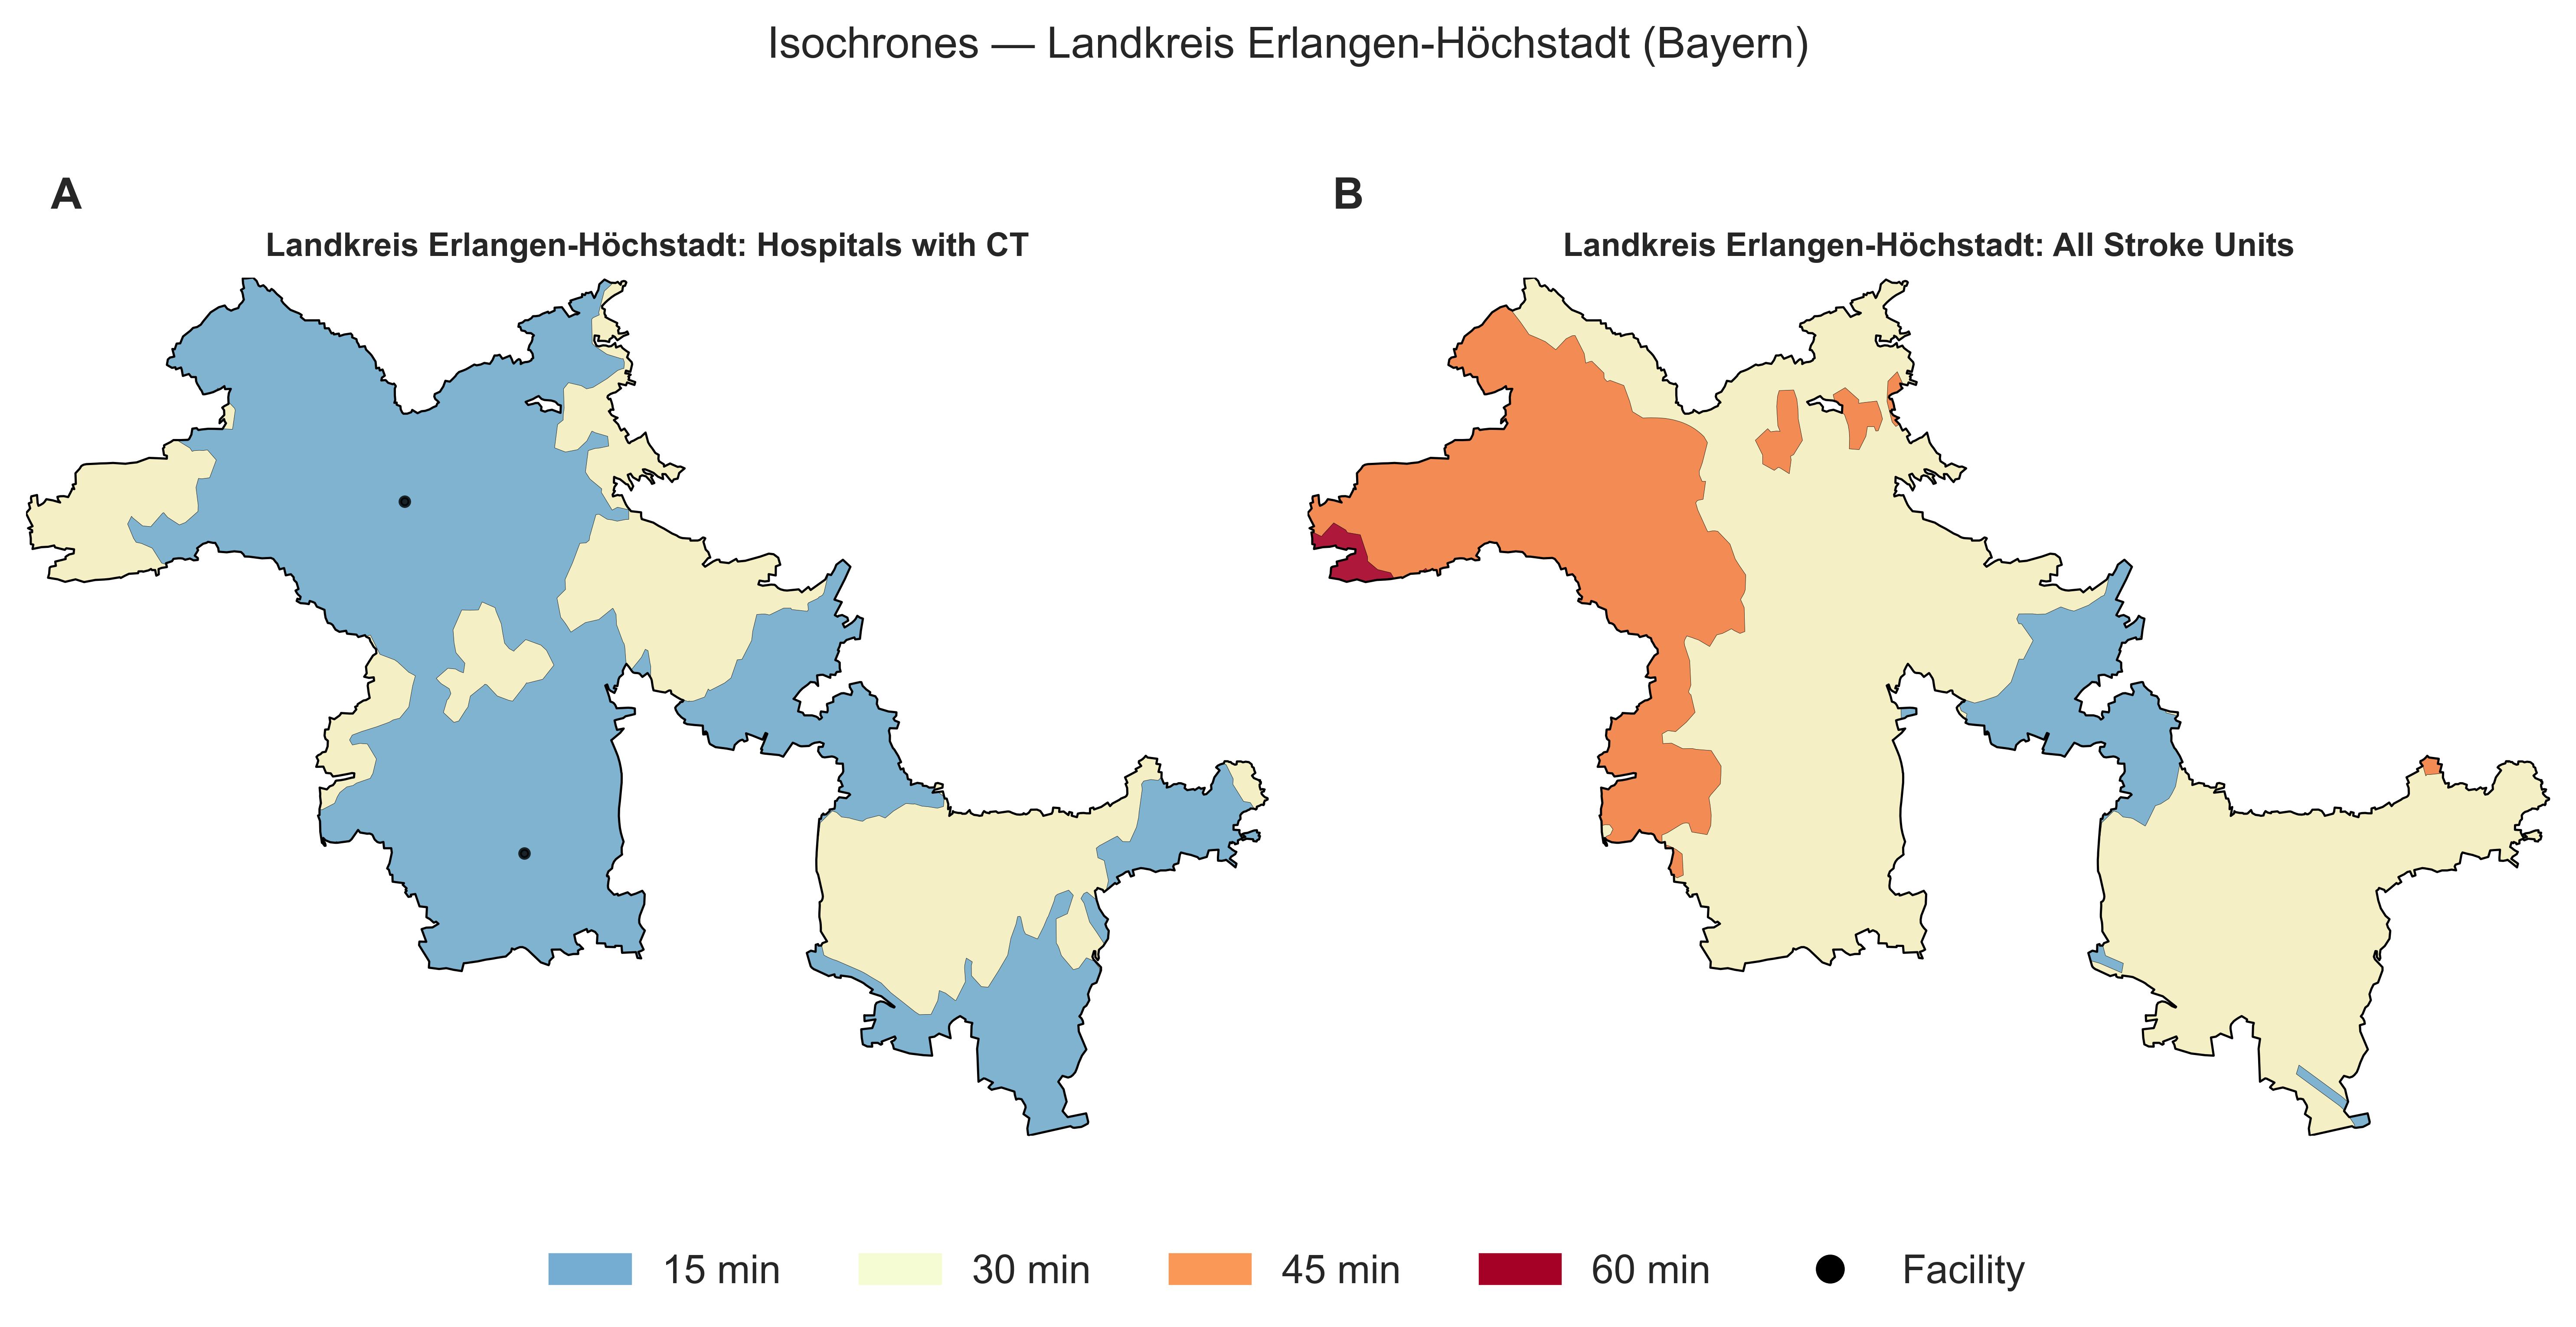 Isochrones — Landkreis Erlangen-Höchstadt (Bayern)
A
B
Landkreis Erlangen-Höchstadt: Hospitals with CT
Landkreis Erlangen-Höchstadt: All Stroke Units
15 min
30 min
45 min
60 min
Facility